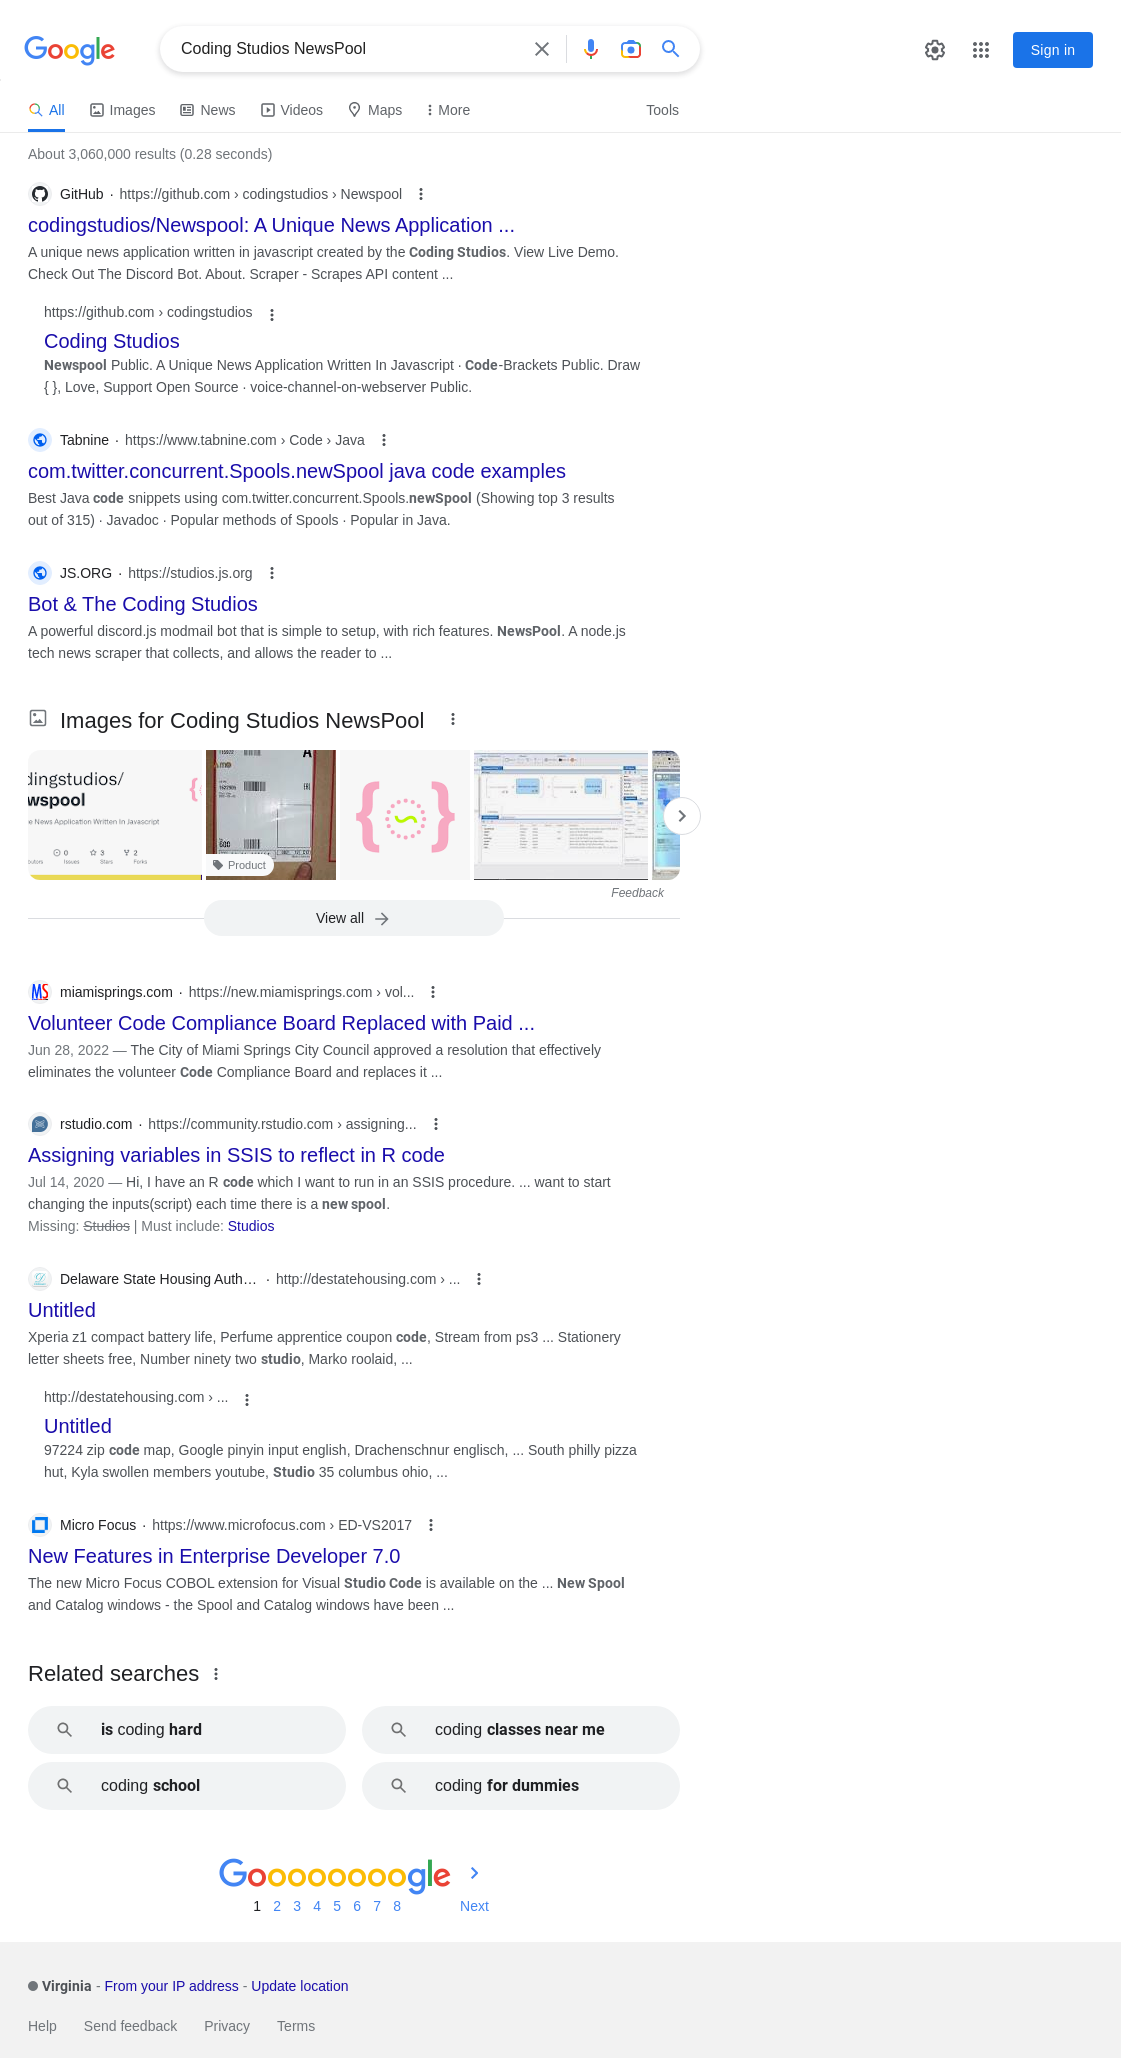 Google
Coding Studios NewsPool
Sign in
All
Images
News
Videos
Maps
More
Tools
About 3,060,000 results (0.28 seconds)
GitHub · https://github.com › codingstudios › Newspool
codingstudios/Newspool: A Unique News Application ...
A unique news application written in javascript created by the Coding Studios. View Live Demo.
Check Out The Discord Bot. About. Scraper - Scrapes API content ...
https://github.com › codingstudios
Coding Studios
Newspool Public. A Unique News Application Written In Javascript · Code-Brackets Public. Draw
{ }, Love, Support Open Source · voice-channel-on-webserver Public.
Tabnine · https://www.tabnine.com › Code › Java
com.twitter.concurrent.Spools.newSpool java code examples
Best Java code snippets using com.twitter.concurrent.Spools.newSpool (Showing top 3 results
out of 315) · Javadoc · Popular methods of Spools · Popular in Java.
JS.ORG · https://studios.js.org
Bot & The Coding Studios
A powerful discord.js modmail bot that is simple to setup, with rich features. NewsPool. A node.js
tech news scraper that collects, and allows the reader to ...
Images for Coding Studios NewsPool
dingstudios/
wspool
e News Application Written In Javascript
0
3
2
Issues
Stars
Forks
Product
Feedback
View all
miamisprings.com · https://new.miamisprings.com › vol...
Volunteer Code Compliance Board Replaced with Paid ...
Jun 28, 2022 — The City of Miami Springs City Council approved a resolution that effectively
eliminates the volunteer Code Compliance Board and replaces it ...
rstudio.com · https://community.rstudio.com › assigning...
Assigning variables in SSIS to reflect in R code
Jul 14, 2020 — Hi, I have an R code which I want to run in an SSIS procedure. ... want to start
changing the inputs(script) each time there is a new spool.
Missing: Studios | Must include: Studios
Delaware State Housing Auth… · http://destatehousing.com › ...
Untitled
Xperia z1 compact battery life, Perfume apprentice coupon code, Stream from ps3 ... Stationery
letter sheets free, Number ninety two studio, Marko roolaid, ...
http://destatehousing.com › ...
Untitled
97224 zip code map, Google pinyin input english, Drachenschnur englisch, ... South philly pizza
hut, Kyla swollen members youtube, Studio 35 columbus ohio, ...
Micro Focus · https://www.microfocus.com › ED-VS2017
New Features in Enterprise Developer 7.0
The new Micro Focus COBOL extension for Visual Studio Code is available on the ... New Spool
and Catalog windows - the Spool and Catalog windows have been ...
Related searches
is coding hard
coding classes near me
coding school
coding for dummies
Goooooooogle
1 2 3 4 5 6 7 8 Next
Virginia - From your IP address - Update location
Help Send feedback Privacy Terms